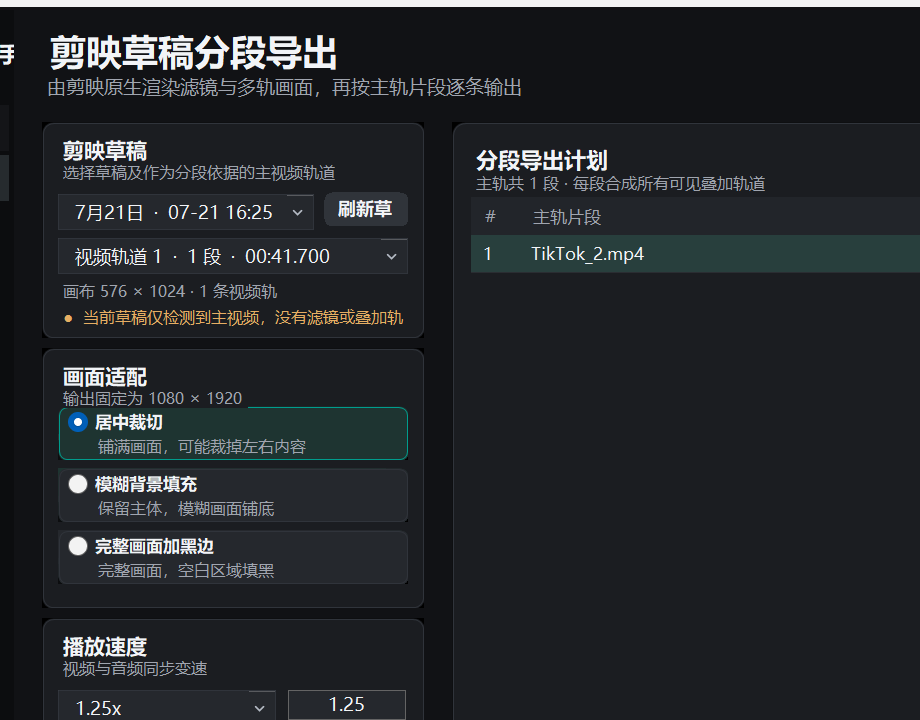 手
剪映草稿分段导出
由剪映原生渲染滤镜与多轨画面，再按主轨片段逐条输出
剪映草稿
选择草稿及作为分段依据的主视频轨道
7月21日 · 07-21 16:25
刷新草
视频轨道 1 · 1 段 · 00:41.700
画布 576 × 1024 · 1 条视频轨
● 当前草稿仅检测到主视频，没有滤镜或叠加轨
画面适配
输出固定为 1080 × 1920
居中裁切
铺满画面，可能裁掉左右内容
模糊背景填充
保留主体，模糊画面铺底
完整画面加黑边
完整画面，空白区域填黑
播放速度
视频与音频同步变速
1.25x
1.25
分段导出计划
主轨共 1 段 · 每段合成所有可见叠加轨道
# 主轨片段
1 TikTok_2.mp4